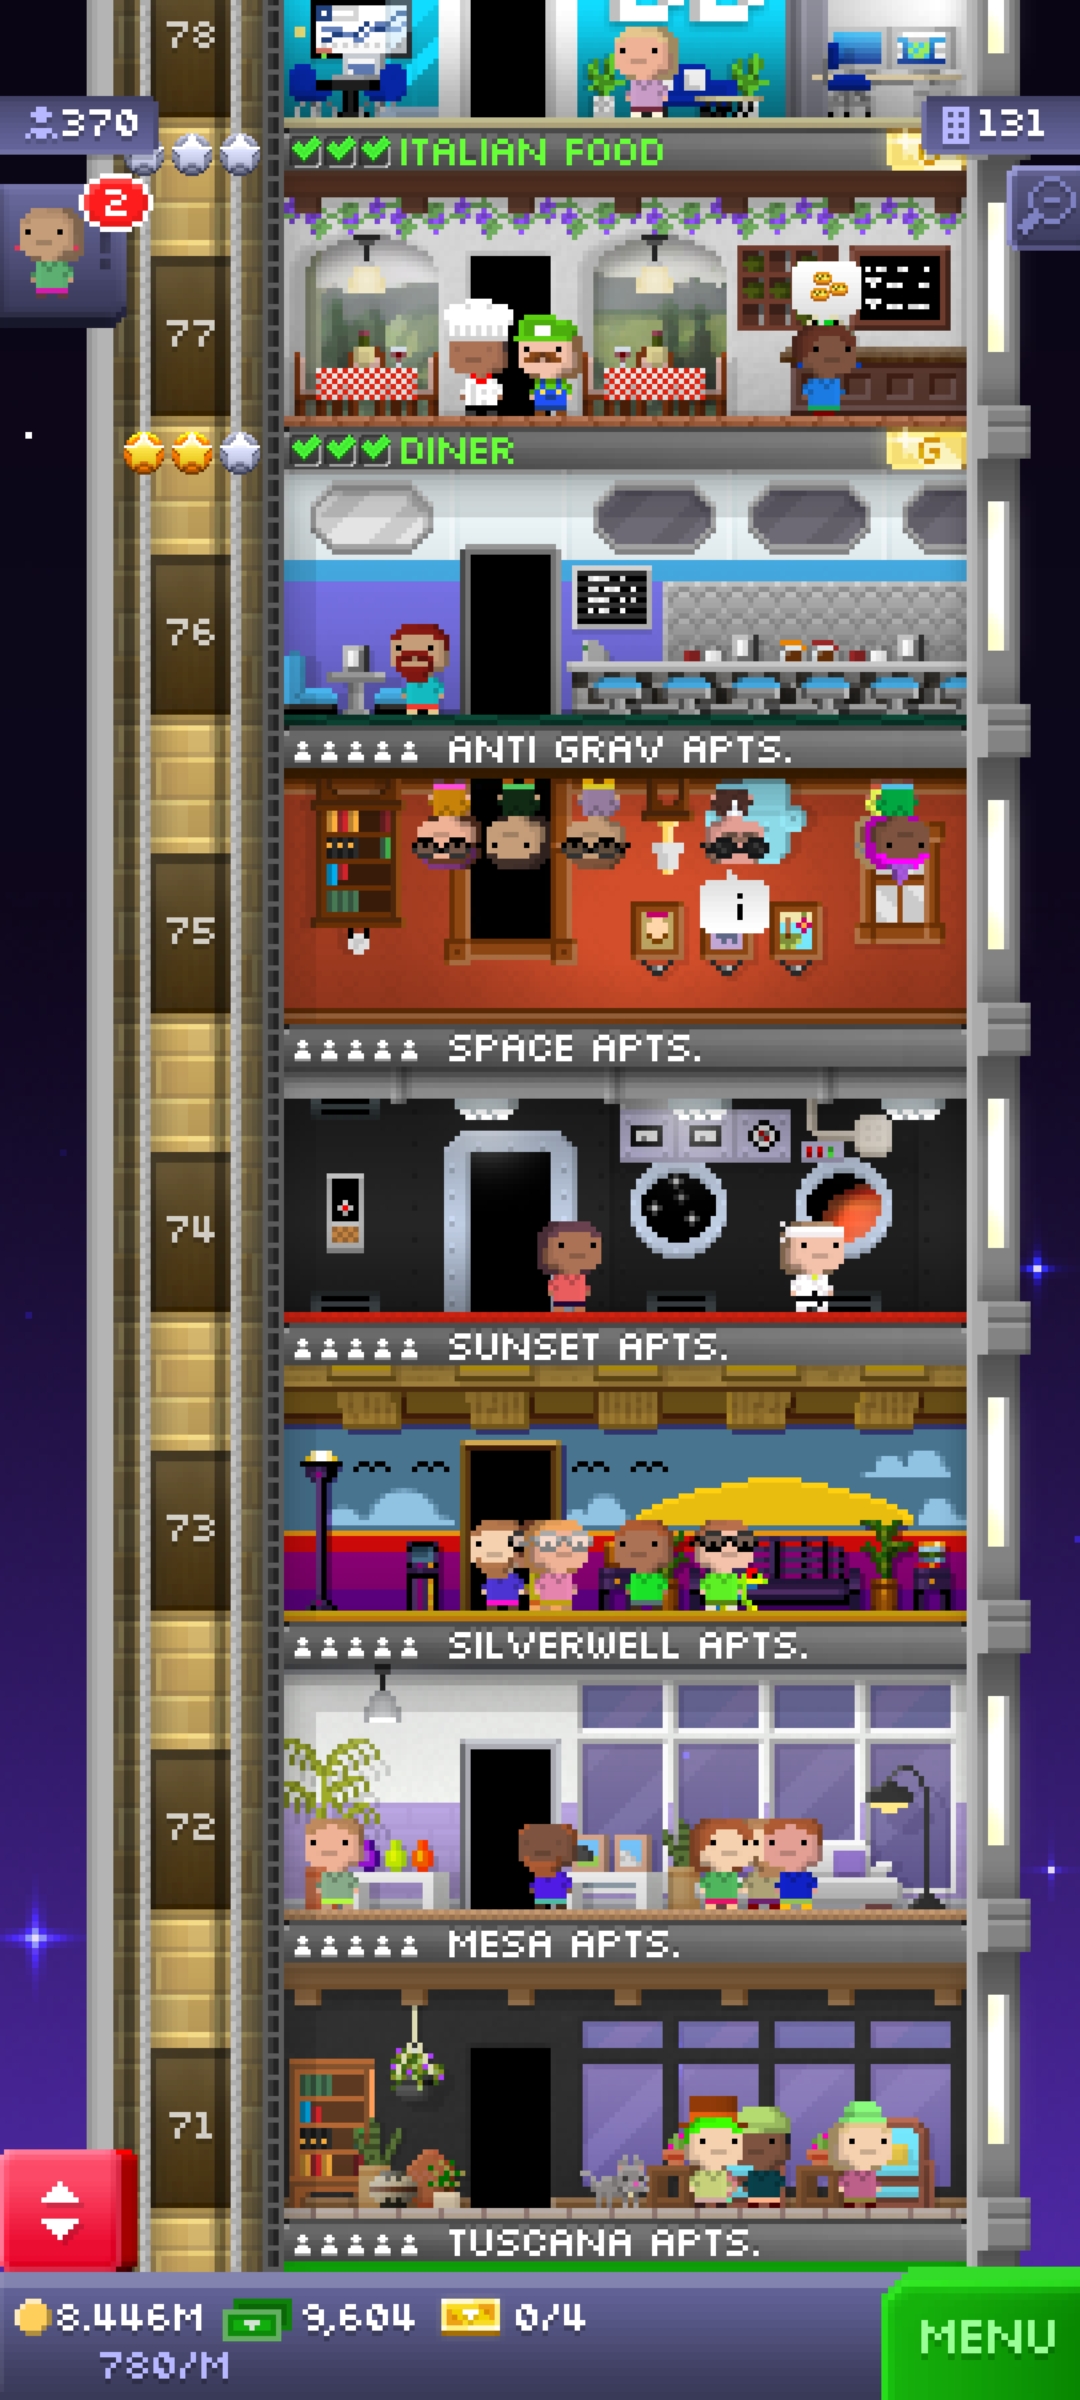 78
370
131
ITALIAN FOOD
2
77
DINER
G
76
ANTI GRAV APTS.
i
75
SPACE APTS.
74
SUNSET APTS.
73
SILVERWELL APTS.
72
MESA APTS.
71
TUSCANA APTS.
8.446M 9,604 0/4
MENU
780/M